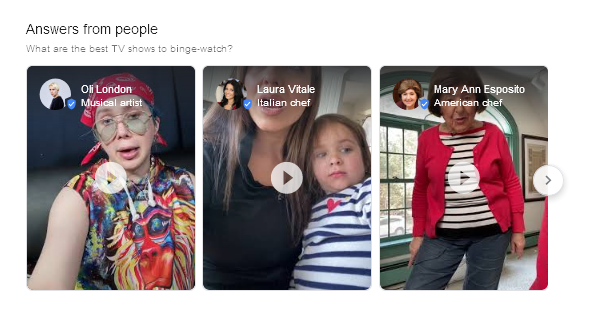 Answers from people
What are the best TV shows to binge-watch?
Oli London
Musical artist
Laura Vitale
Italian chef
Mary Ann Esposito
American chef